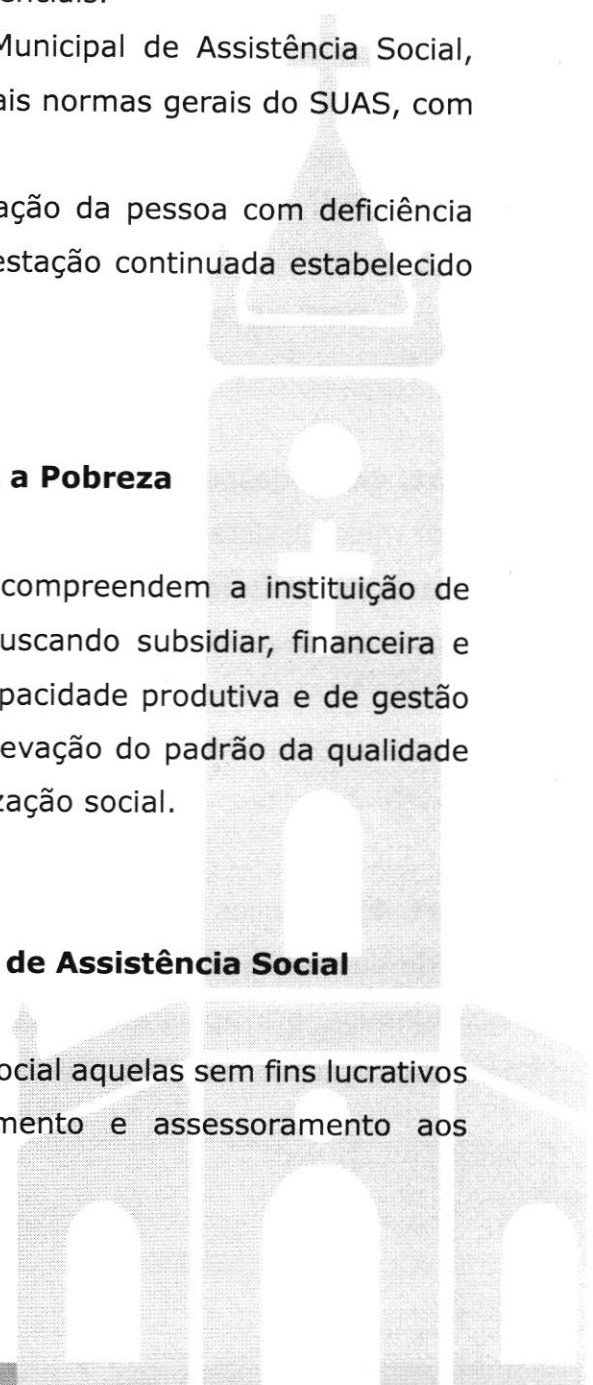 Municipal de Assistência Social,
ais normas gerais do SUAS, com
ação da pessoa com deficiência
estação continuada estabelecido
a Pobreza
compreendem a instituição de
uscando subsidiar, financeira e
pacidade produtiva e de gestão
evação do padrão da qualidade
zação social.
de Assistência Social
ocial aquelas sem fins lucrativos
mento e assessoramento aos